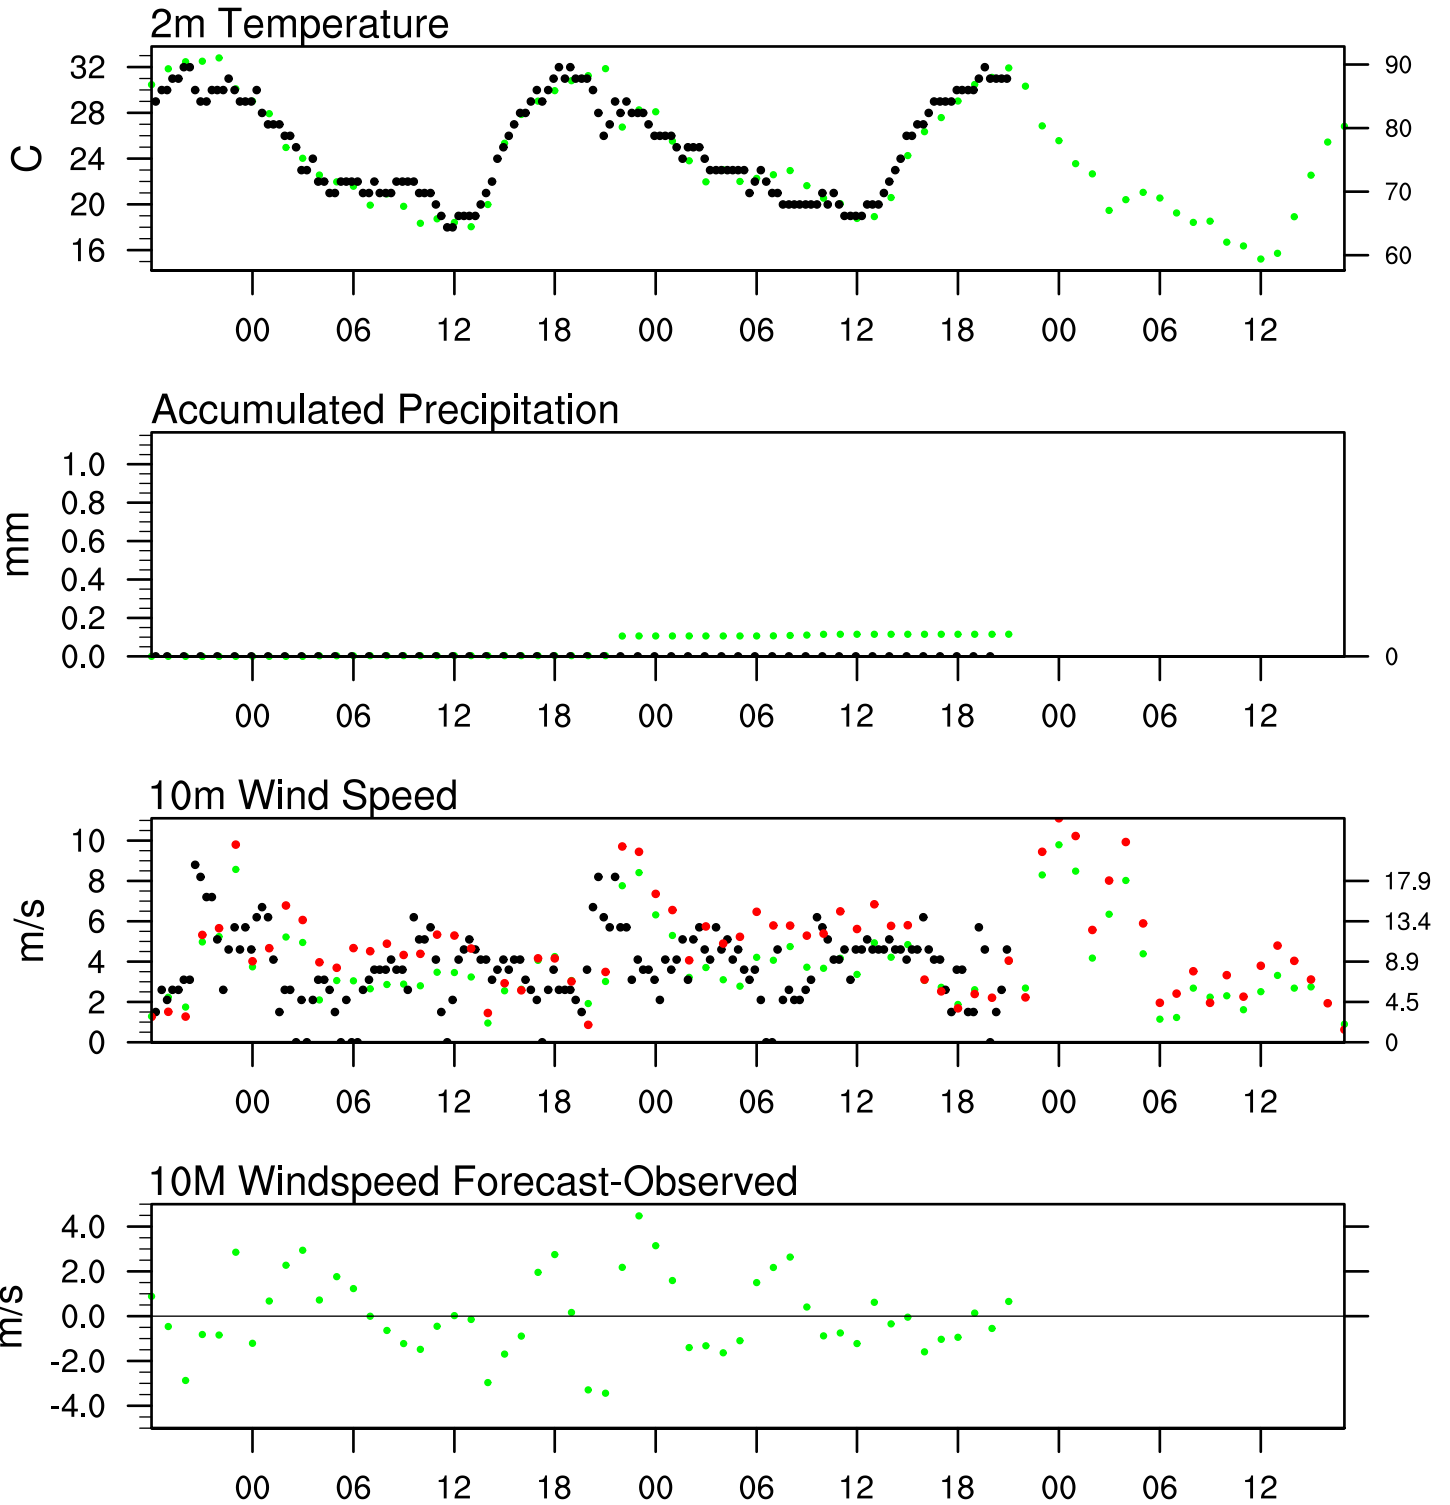 2m Temperature
32 90
28
80
C
24
70
20
16 60
00 06 12 18 00 06 12 18 00 06 12
Accumulated Precipitation
1.0
0.8
mm
0.6
0.4
0.2
0.0 0
00 06 12 18 00 06 12 18 00 06 12
10m Wind Speed
10
8 17.9
6 13.4
m/s
4 8.9
2 4.5
0 0
00 06 12 18 00 06 12 18 00 06 12
10M Windspeed Forecast-Observed
4.0
2.0
0.0
m/s
-2.0
-4.0
00 06 12 18 00 06 12 18 00 06 12